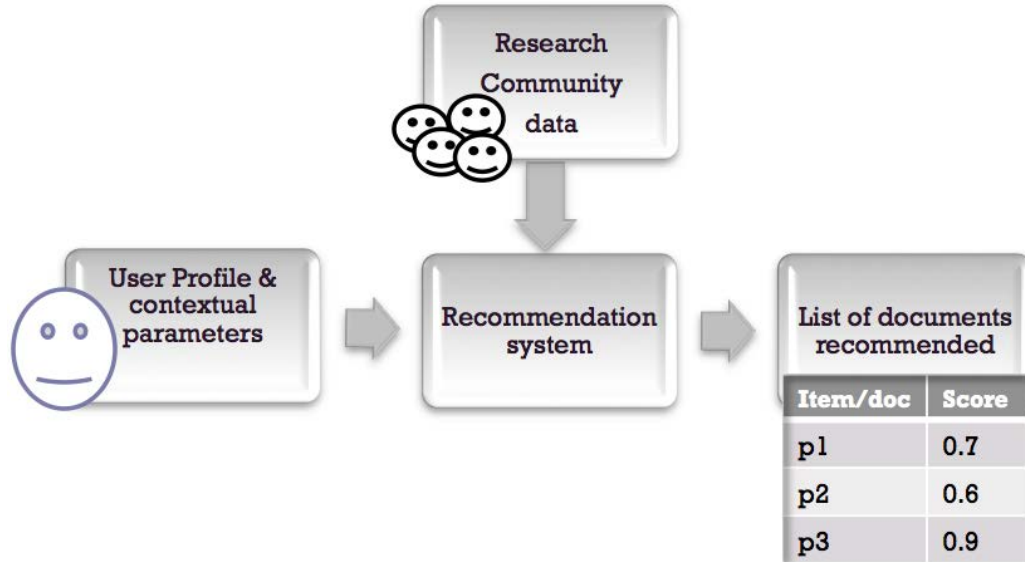 Research
Community
data
User Profile &
contextual
parameters
Recommendation
system
List of documents
recommended
Item/doc Score
p1 0.7
p2 0.6
p3 0.9